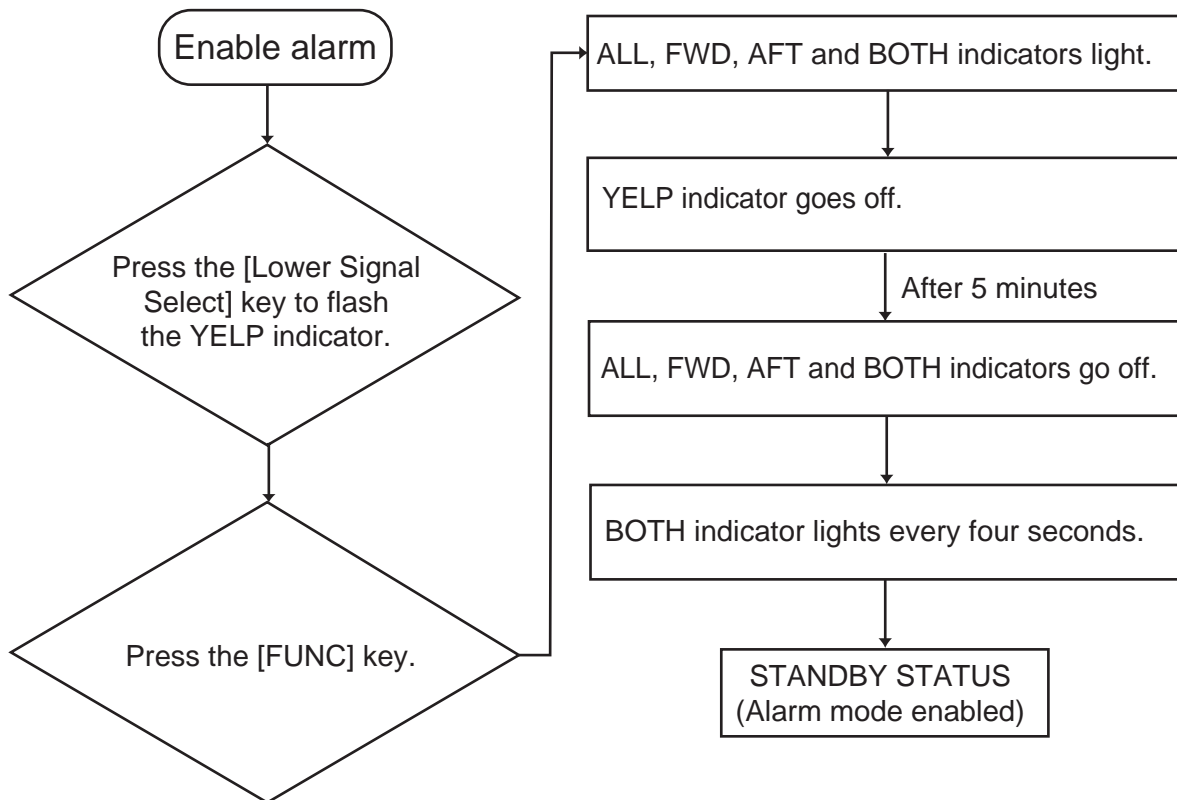 Enable alarm
Press the [Lower Signal
Select] key to flash
the YELP indicator.
Press the [FUNC] key.
ALL, FWD, AFT and BOTH indicators light.
YELP indicator goes off.
After 5 minutes
ALL, FWD, AFT and BOTH indicators go off.
BOTH indicator lights every four seconds.
STANDBY STATUS
(Alarm mode enabled)